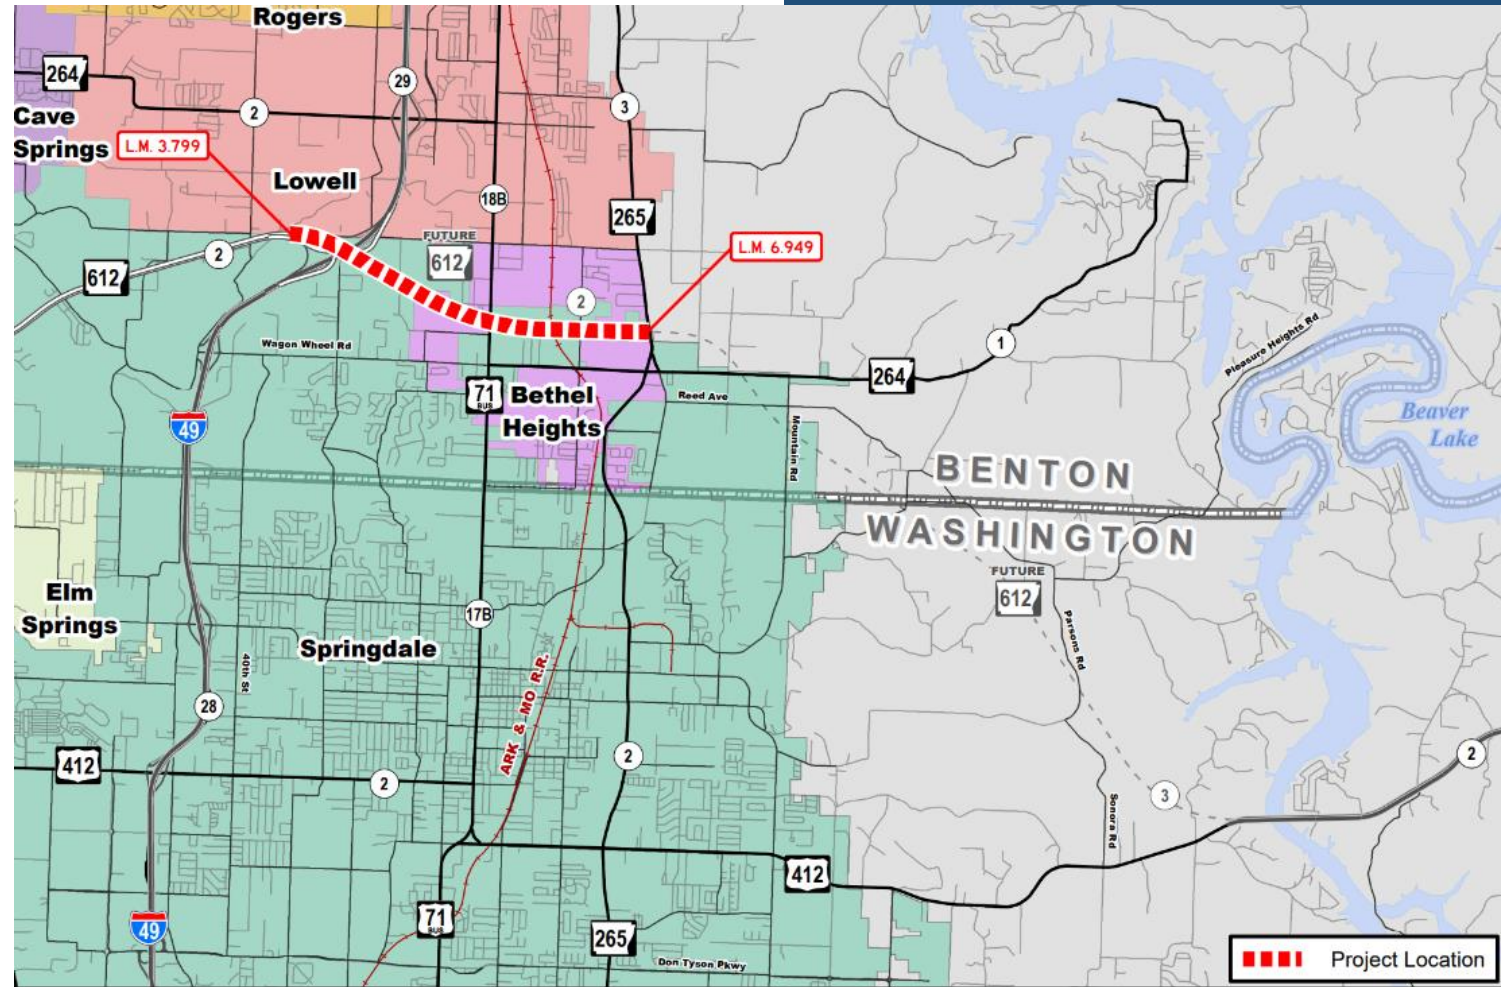 Rogers
264
29
2
3
Cave
Springs
L.M. 3.799
Lowell
18B
265
FUTURE
612
L.M. 6.949
2
612
2
Wagon Wheel Rd
1
Pleasure Heights Rd
264
71
BUS
Bethel
Heights
Reed Ave
Mountain Rd
Beaver
Lake
49
BENTON
WASHINGTON
FUTURE
612
Elm
Springs
17B
Parsons Rd
Springdale
40th St
ARK & MO R.R.
28
412
2
2
2
3
Sonora Rd
412
71
BUS
49
265
Don Tyson Pkwy
Project Location